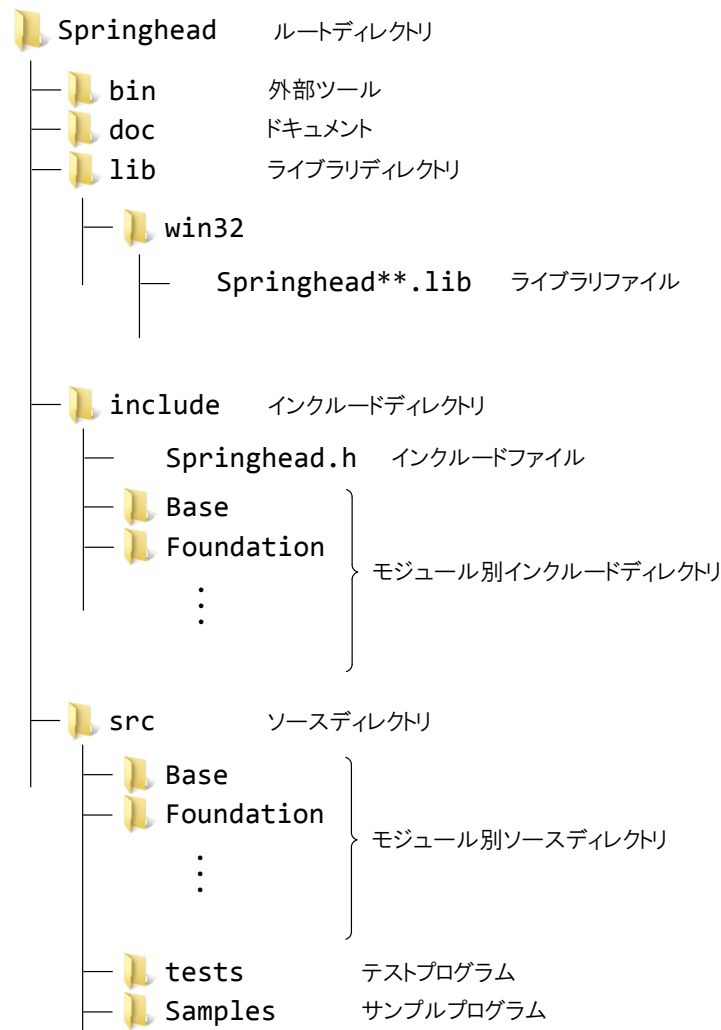 Springhead ルートディレクトリ
bin 外部ツール
doc ドキュメント
lib ライブラリディレクトリ
win32
Springhead**.lib ライブラリファイル
include インクルードディレクトリ
Springhead.h インクルードファイル
Base
Foundation
モジュール別インクルードディレクトリ
src ソースディレクトリ
Base
Foundation
モジュール別ソースディレクトリ
tests テストプログラム
Samples サンプルプログラム